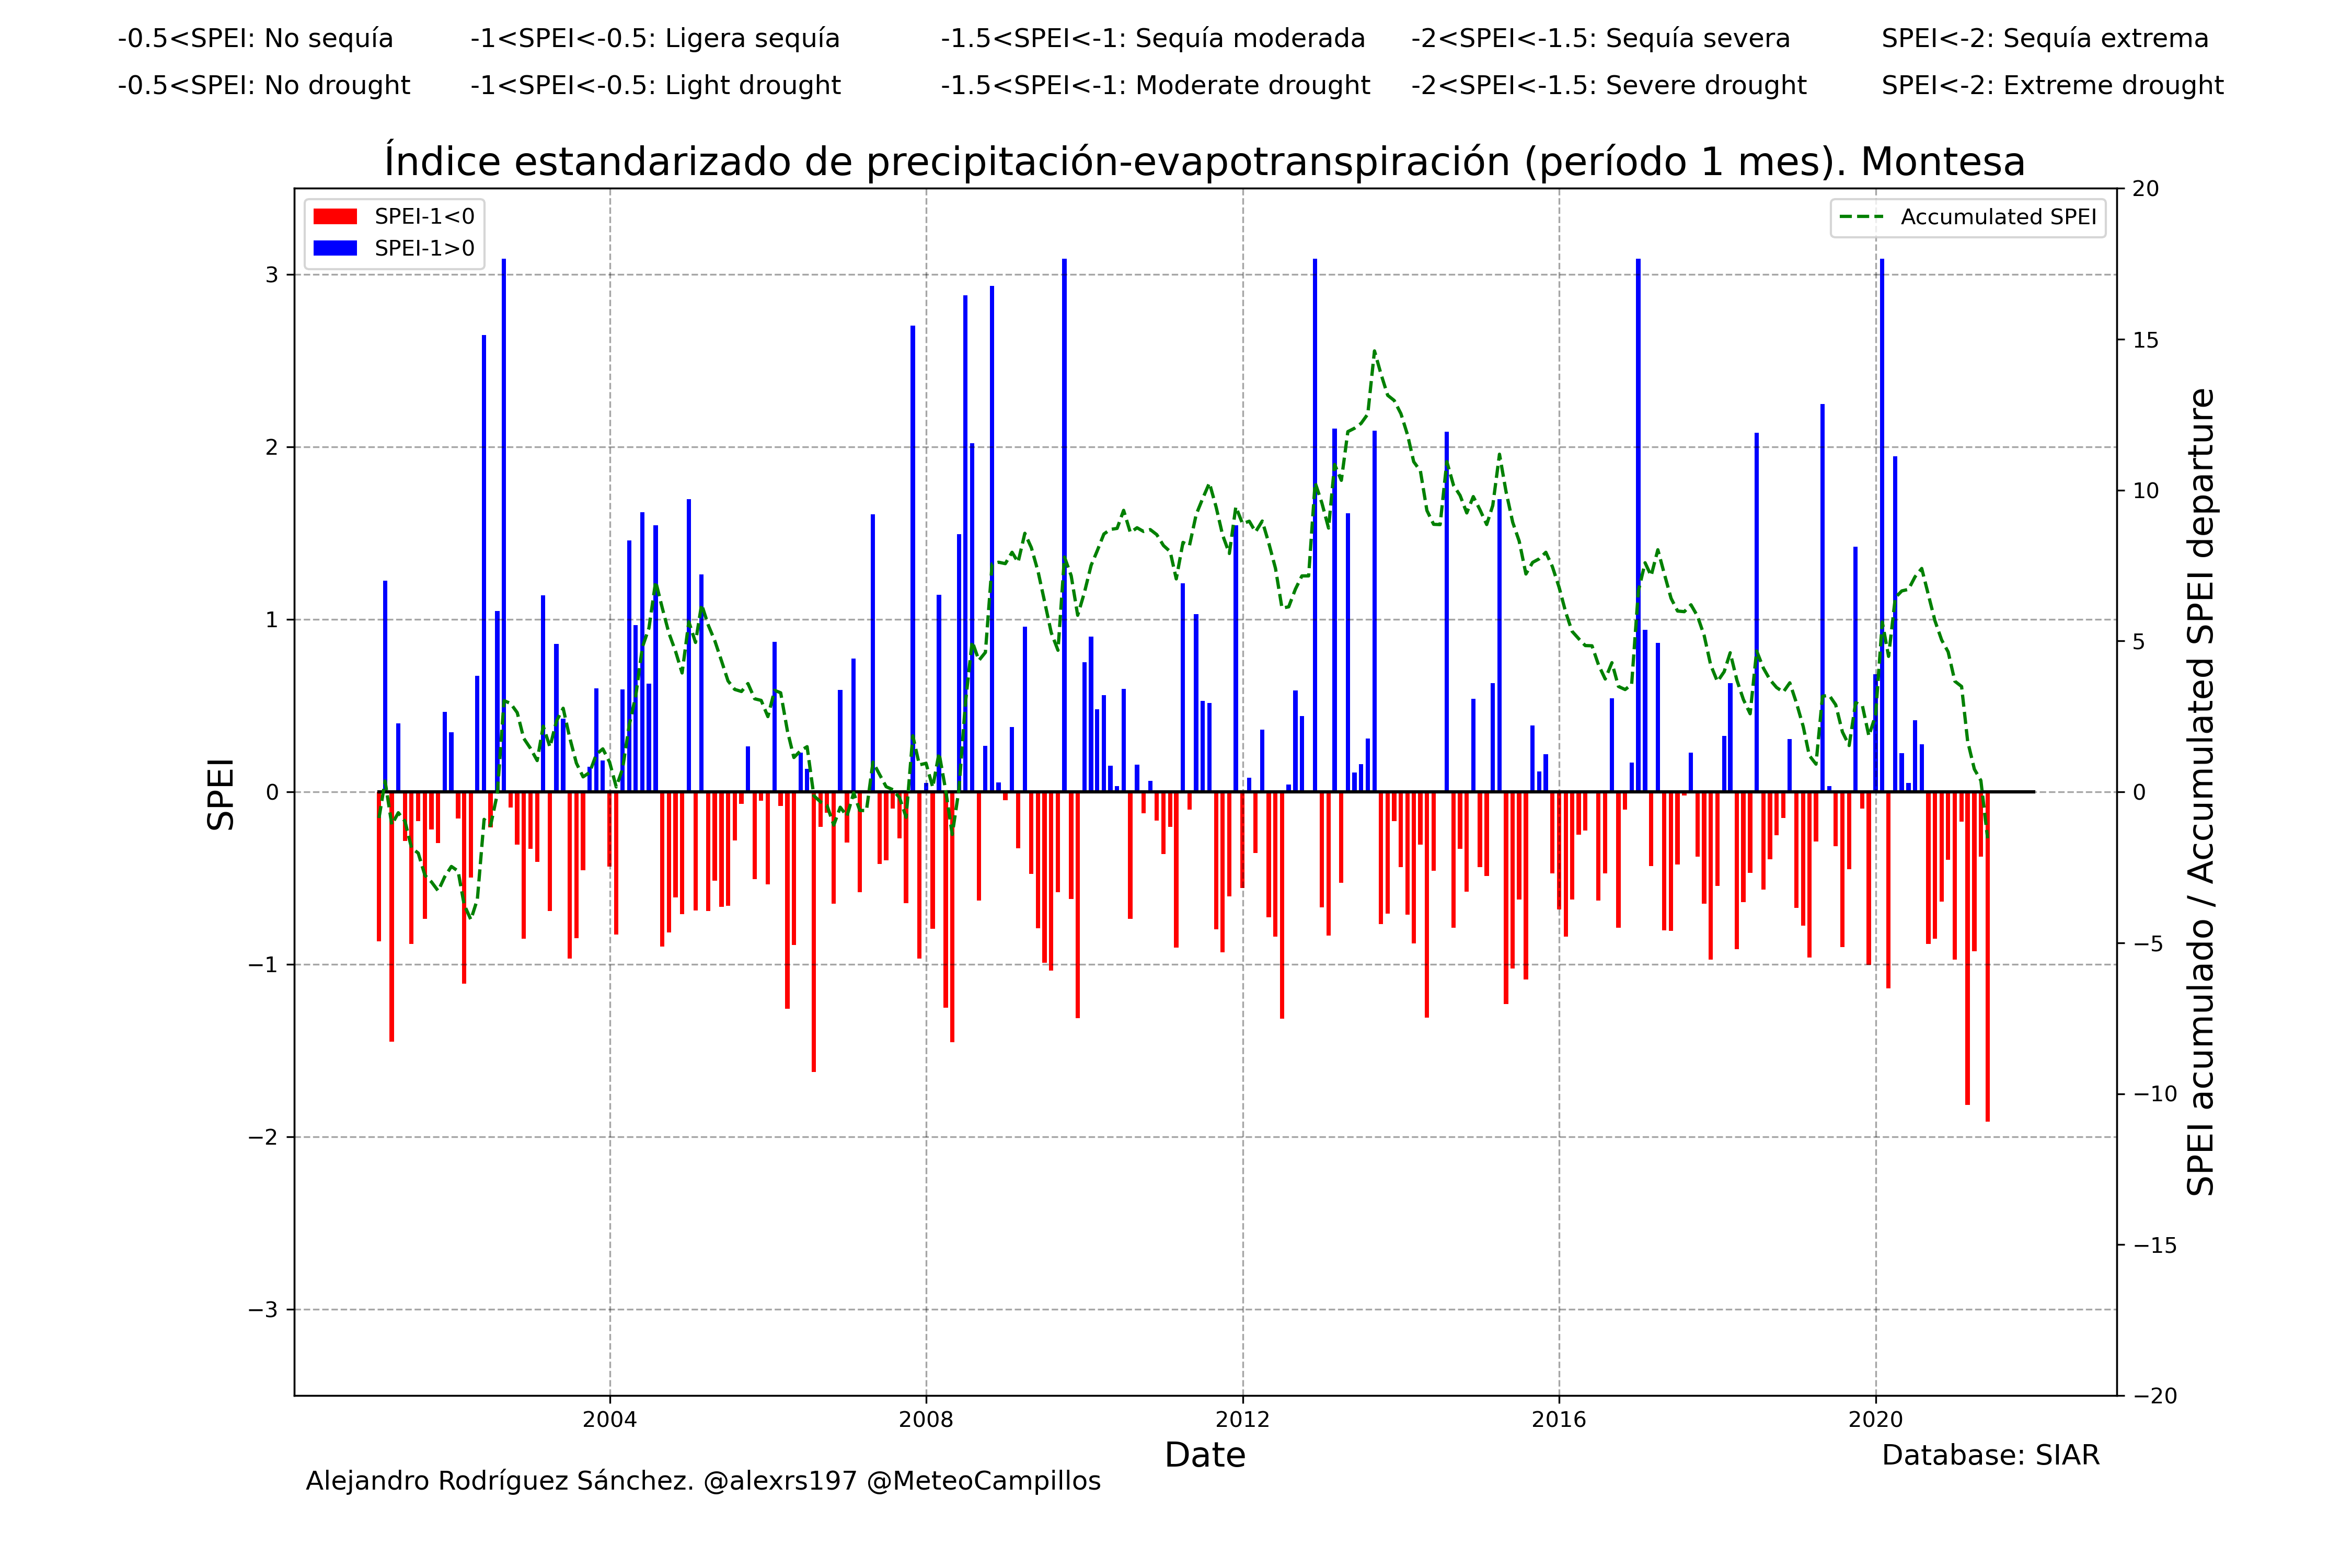 -0.5<SPEI: No sequía -1<SPEI<-0.5: Ligera sequía -1.5<SPEI<-1: Sequía moderada -2<SPEI<-1.5: Sequía severa SPEI<-2: Sequía extrema
-0.5<SPEI: No drought -1<SPEI<-0.5: Light drought -1.5<SPEI<-1: Moderate drought -2<SPEI<-1.5: Severe drought SPEI<-2: Extreme drought
Índice estandarizado de precipitación-evapotranspiración (período 1 mes). Montesa
SPEI-1<0
SPEI-1>0
Accumulated SPEI
SPEI
3
2
1
0
−1
−2
−3
20
15
10
5
0
−5
−10
−15
−20
SPEI acumulado / Accumulated SPEI departure
2004 2008 2012 2016 2020
Date
Database: SIAR
Alejandro Rodríguez Sánchez. @alexrs197 @MeteoCampillos